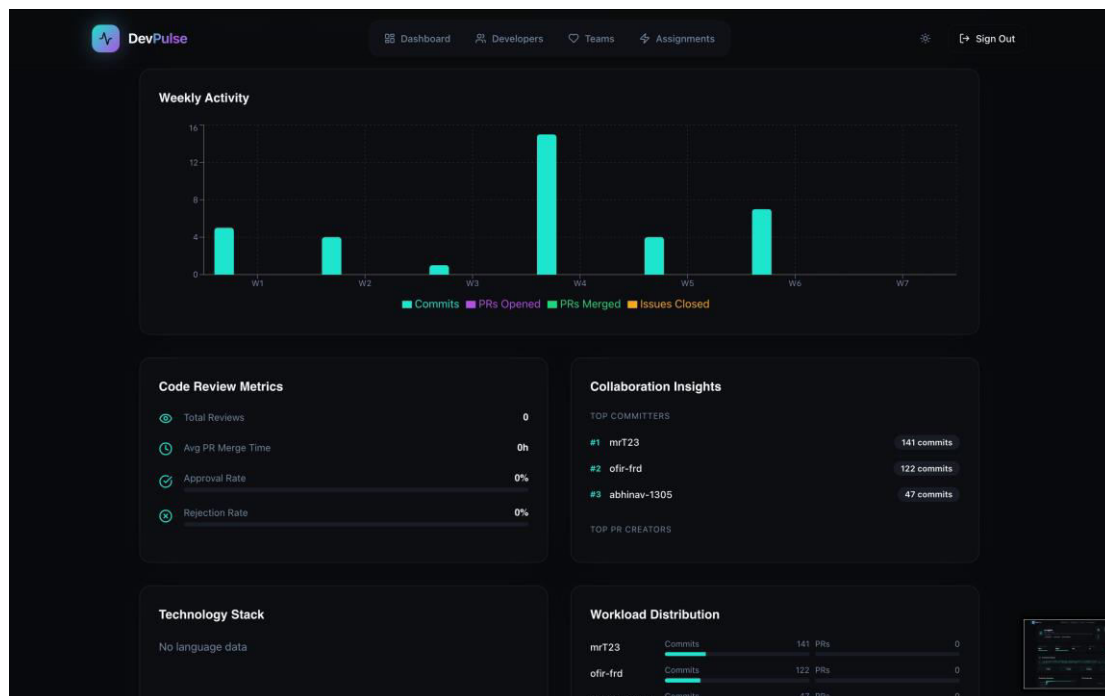 DevPulse Dashboard Developers Teams Assignments Sign Out
Weekly Activity
16
12
8
4
0
W1 W2 W3 W4 W5 W6 W7
Commits PRs Opened PRs Merged Issues Closed
Code Review Metrics
Total Reviews 0
Avg PR Merge Time 0h
Approval Rate 0%
Rejection Rate 0%
Collaboration Insights
TOP COMMITTERS
#1 mrT23 141 commits
#2 ofir-frd 122 commits
#3 abhinav-1305 47 commits
TOP PR CREATORS
Technology Stack
No language data
Workload Distribution
mrT23 Commits 141 PRs 0
ofir-frd Commits 122 PRs 0
Commits 47 PRs 0